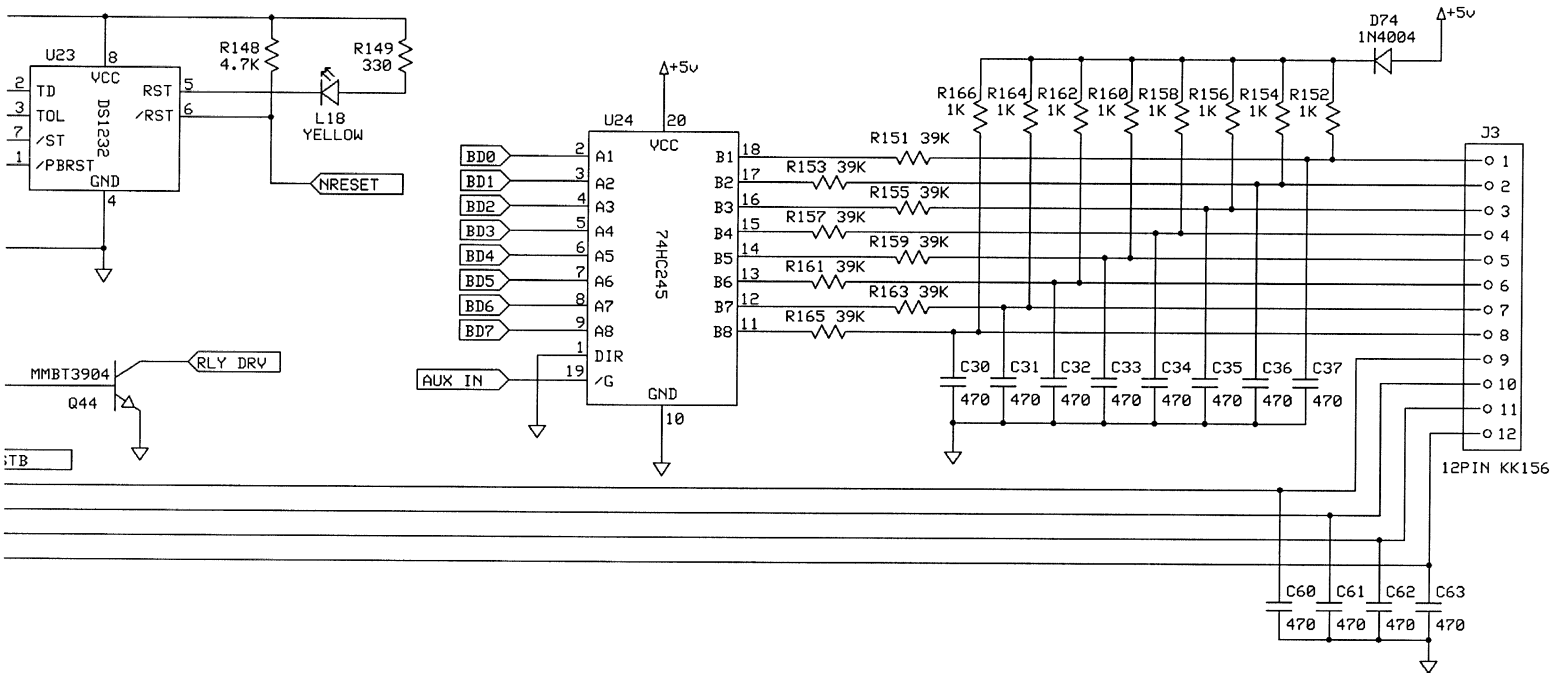 U23
8
VCC
2 TD
3 TOL
7 /ST
1 /PBRST
DS1232
RST 5
/RST 6
GND
4
R148
4.7K
R149
330
L18
YELLOW
NRESET
MMBT3904
Q44
RLY DRV
STB
+5v
U24
20
VCC
BD0 2 A1
BD1 3 A2
BD2 4 A3
BD3 5 A4
BD4 6 A5
BD5 7 A6
BD6 8 A7
BD7 9 A8
1 DIR
AUX IN 19 /G
74HC245
B1 18
B2 17
B3 16
B4 15
B5 14
B6 13
B7 12
B8 11
GND
10
R151 39K
R153 39K
R155 39K
R157 39K
R159 39K
R161 39K
R163 39K
R165 39K
D74
1N4004
+5v
R166 R164 R162 R160 R158 R156 R154 R152
1K 1K 1K 1K 1K 1K 1K 1K
C30 C31 C32 C33 C34 C35 C36 C37
470 470 470 470 470 470 470 470
J3
1
2
3
4
5
6
7
8
9
10
11
12
12PIN KK156
C60 C61 C62 C63
470 470 470 470